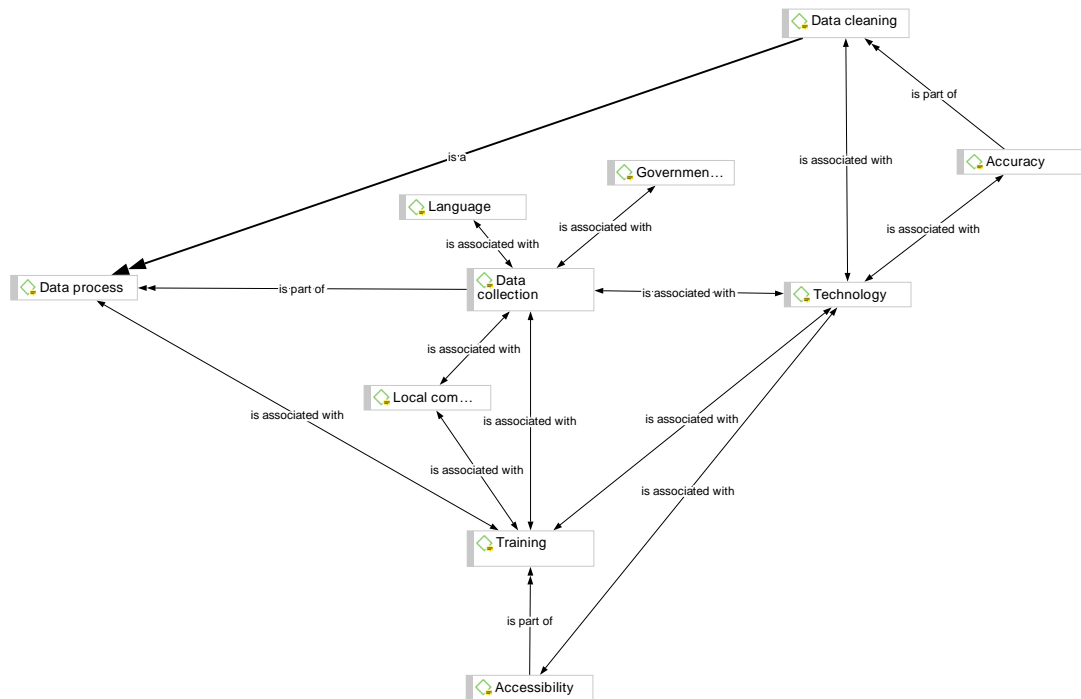 Data cleaning
is part of
is a
is associated with
Accuracy
Governmen…
Language
is associated with
is associated with
is associated with
Data process
is part of
Data
collection
is associated with
Technology
is associated with
Local com…
is associated with
is associated with
is associated with
is associated with
is associated with
is associated with
Training
is part of
Accessibility